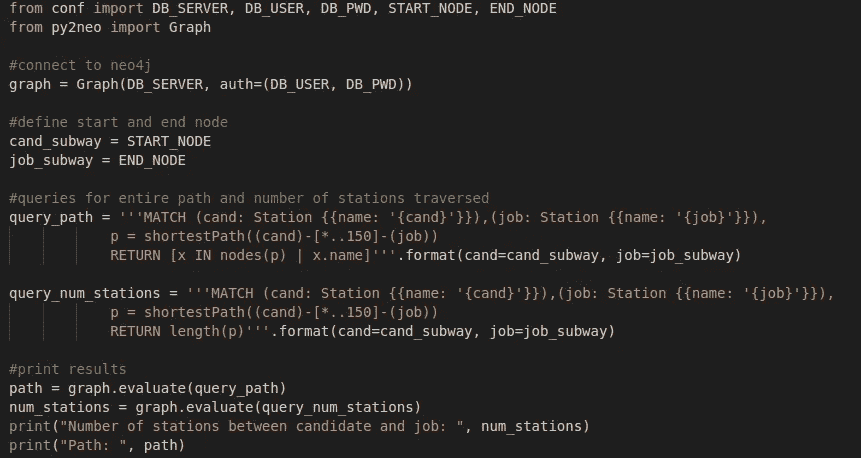 from conf import DB_SERVER, DB_USER, DB_PWD, START_NODE, END_NODE
from py2neo import Graph
#connect to neo4j
graph = Graph(DB_SERVER, auth=(DB_USER, DB_PWD))
#define start and end node
cand_subway = START_NODE
job_subway = END_NODE
#queries for entire path and number of stations traversed
query_path = '''MATCH (cand: Station {{name: '{cand}'}}),(job: Station {{name: '{job}'}}),
p = shortestPath((cand)-[*..150]-(job))
RETURN [x IN nodes(p) | x.name]'''.format(cand=cand_subway, job=job_subway)
query_num_stations = '''MATCH (cand: Station {{name: '{cand}'}}),(job: Station {{name: '{job}'}}),
p = shortestPath((cand)-[*..150]-(job))
RETURN length(p)'''.format(cand=cand_subway, job=job_subway)
#print results
path = graph.evaluate(query_path)
num_stations = graph.evaluate(query_num_stations)
print("Number of stations between candidate and job: ", num_stations)
print("Path: ", path)